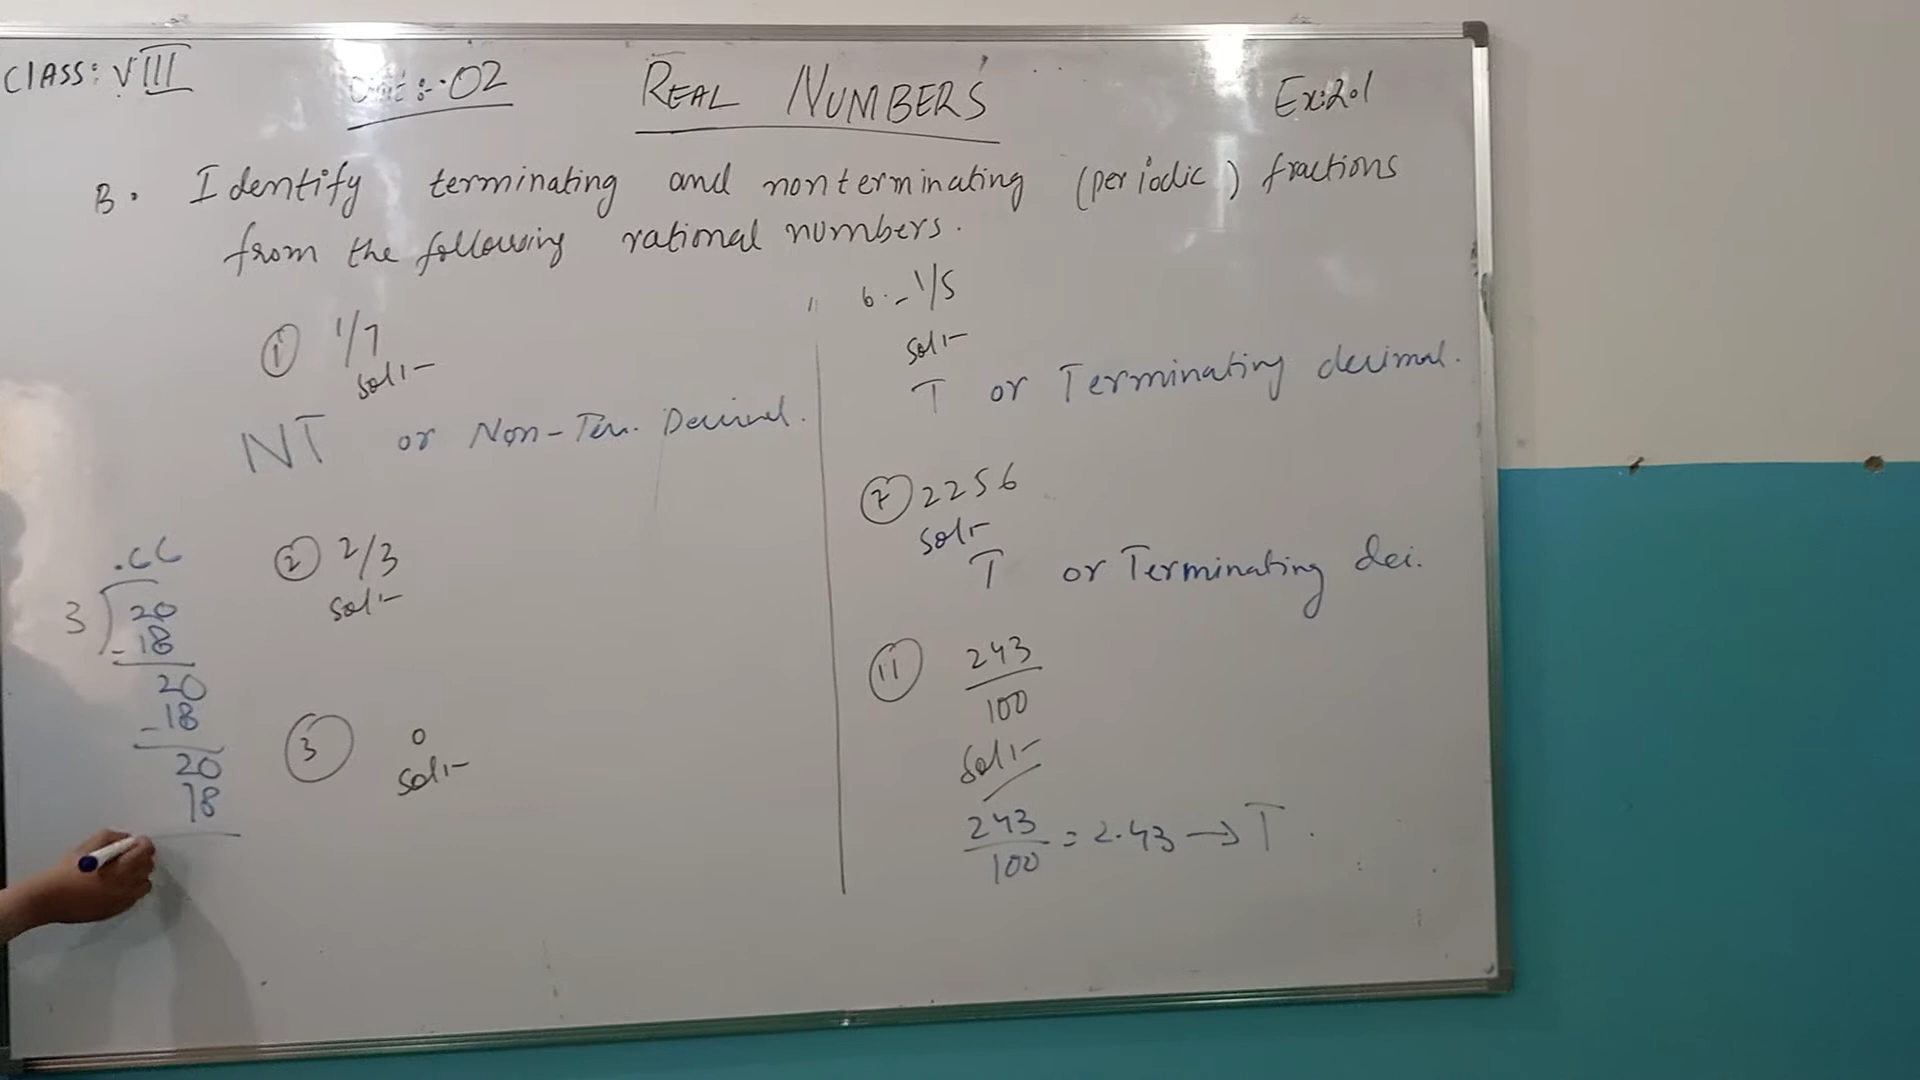 CLASS: VIII
Unit:-02
REAL NUMBERS
Ex:2.1
B. Identify terminating and nonterminating (periodic) fractions
from the following rational numbers.
① 1/7
Sol:-
NT or Non-Ter. Decimal.
② 2/3
Sol:-
.66
3 20
-18
20
-18
20
18
③ 0
Sol:-
6. -1/5
Sol:-
T or Terminating decimal.
⑦ 2256
Sol:-
T or Terminating dei.
⑪ 243
100
Sol:-
243
100 = 2.43 → T.